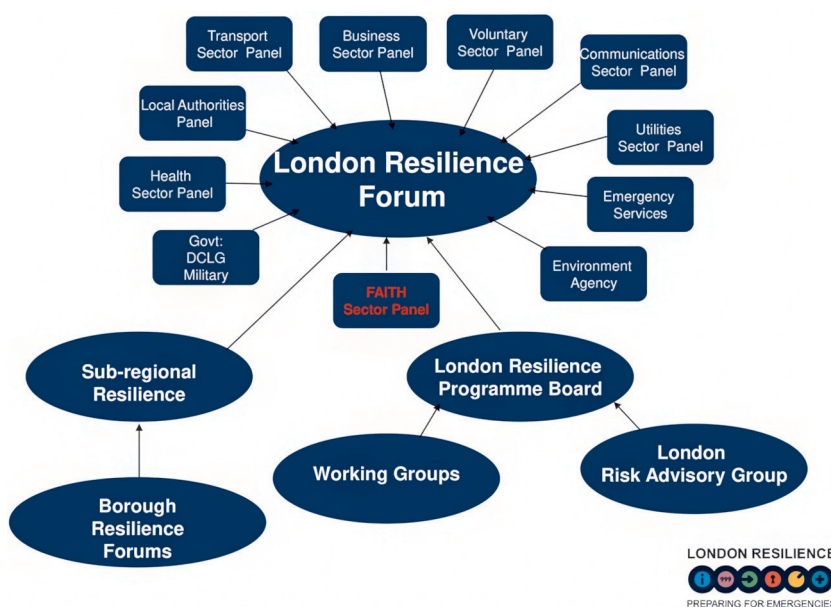 Transport
Sector Panel
Business
Sector Panel
Voluntary
Sector Panel
Communications
Sector Panel
Local Authorities
Panel
Utilities
Sector Panel
London Resilience
Forum
Health
Sector Panel
Emergency
Services
Govt:
DCLG
Military
Environment
Agency
FAITH
Sector Panel
Sub-regional
Resilience
London Resilience
Programme Board
Working Groups
London
Risk Advisory Group
Borough
Resilience
Forums
LONDON RESILIENCE
PREPARING FOR EMERGENCIES